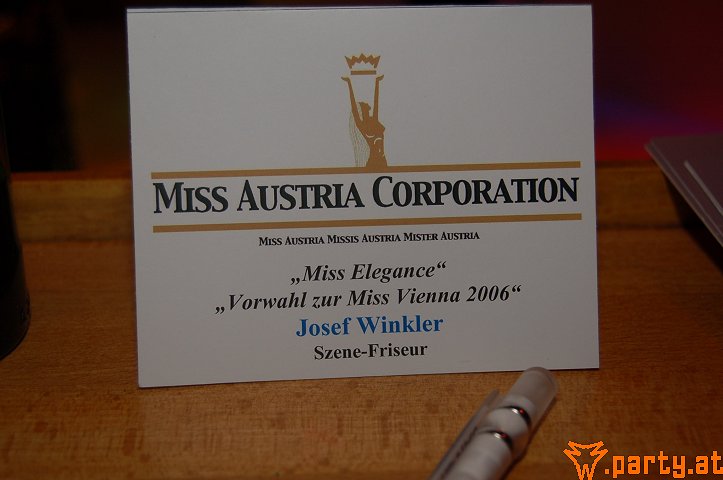 MISS AUSTRIA CORPORATION
MISS AUSTRIA MISSIS AUSTRIA MISTER AUSTRIA
„Miss Elegance“
„Vorwahl zur Miss Vienna 2006“
Josef Winkler
Szene-Friseur
.party.at